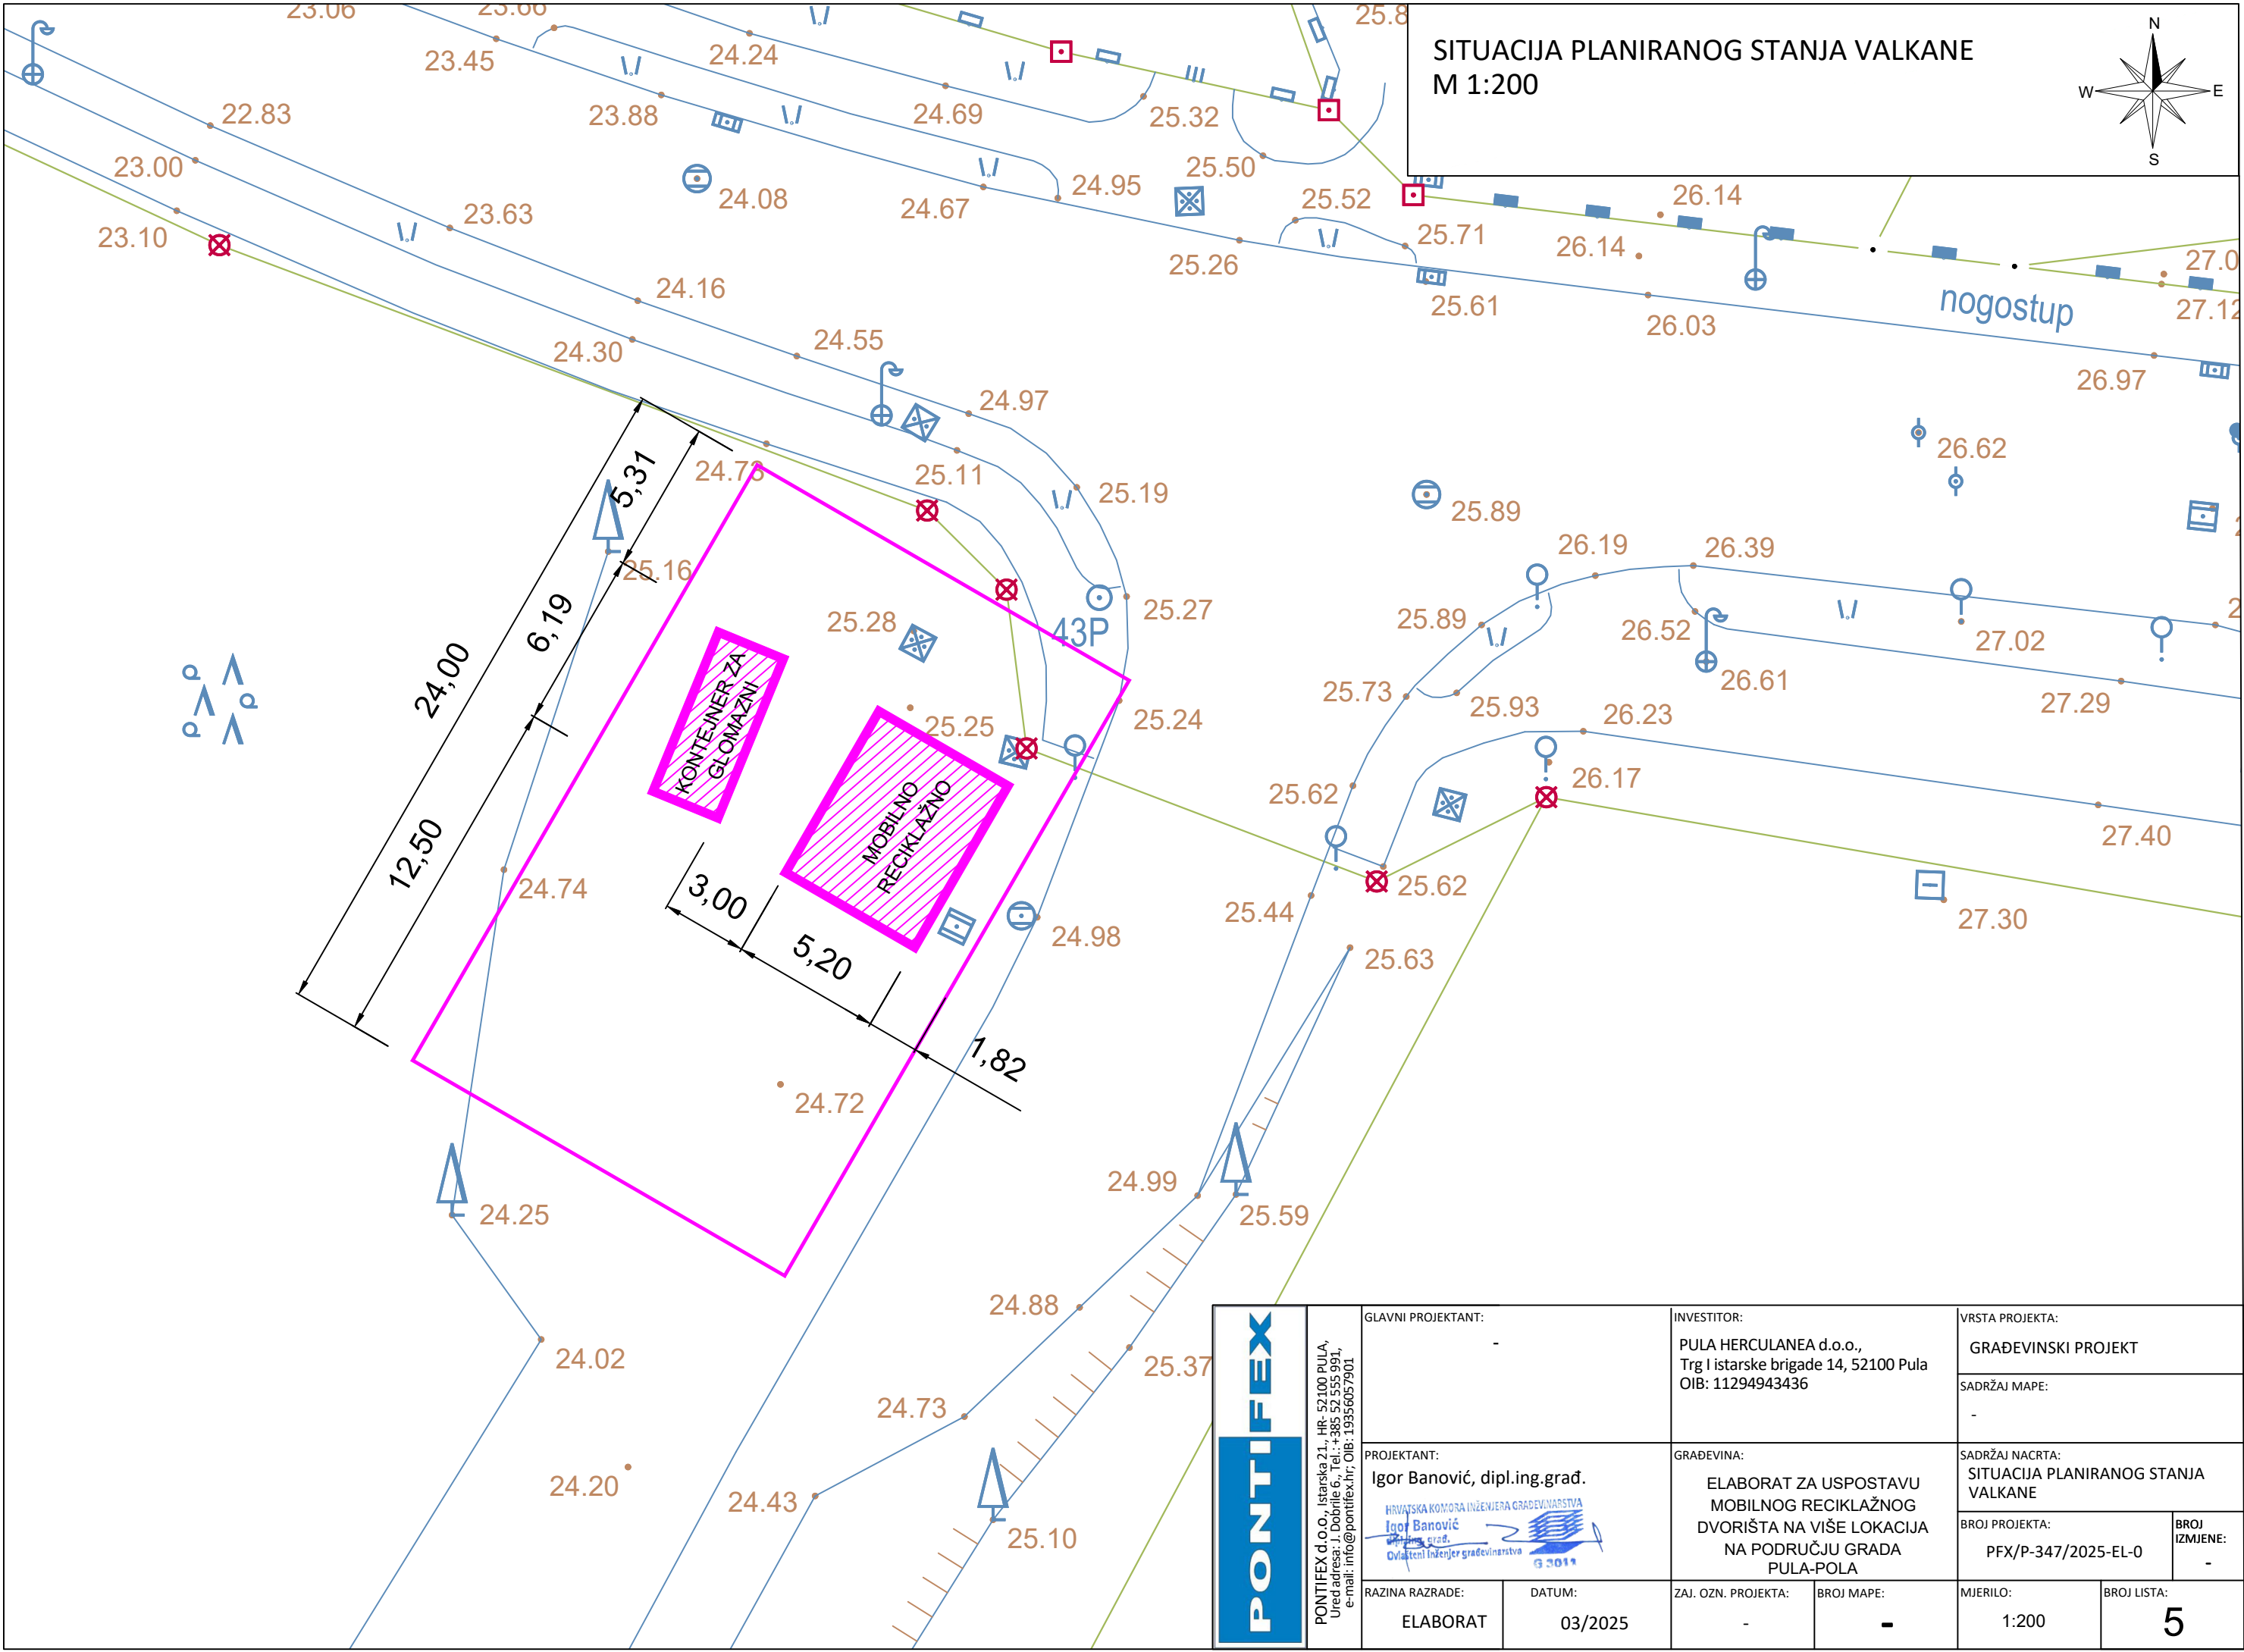 SITUACIJA PLANIRANOG STANJA VALKANE
M 1:200
N
W
E
S
23.06
23.66
25.8
23.45
24.24
22.83
23.88
24.69
25.32
23.00
25.50
24.08
24.95
25.52
26.14
23.10
23.63
24.67
25.71
26.14
25.26
27.0
24.16
25.61
nogostup
27.12
26.03
24.30
24.55
26.97
24.97
26.62
24.73
25.11
25.19
25.89
5,31
25.16
26.19
26.39
6,19
25.28
43P
25.27
25.89
26.52
27.02
24,00
26.61
25.73
25.93
26.23
27.29
KONTEJNER ZA
GLOMAZNI
25.25
25.24
25.62
26.17
MOBILNO
RECIKLAŽNO
12,50
27.40
24.74
3,00
25.44
25.62
27.30
5,20
24.98
25.63
1,82
24.72
24.99
24.25
25.59
24.88
24.02
25.37
24.73
24.20
24.43
25.10
PONTIFEX
PONTIFEX d.o.o., Istarska 21., HR- 52100 PULA,
Ured adresa: J. Dobrile 6., Tel.: +385 52 555 991,
e-mail: info@pontifex.hr; OIB: 19356057901
GLAVNI PROJEKTANT:
-
INVESTITOR:
PULA HERCULANEA d.o.o.,
Trg I istarske brigade 14, 52100 Pula
OIB: 11294943436
VRSTA PROJEKTA:
GRAĐEVINSKI PROJEKT
SADRŽAJ MAPE:
-
PROJEKTANT:
Igor Banović, dipl.ing.građ.
HRVATSKA KOMORA INŽENJERA GRAĐEVINARSTVA
Igor Banović
dipl.ing. građ.
Ovlašteni inženjer građevinarstva
G 3011
GRAĐEVINA:
ELABORAT ZA USPOSTAVU
MOBILNOG RECIKLAŽNOG
DVORIŠTA NA VIŠE LOKACIJA
NA PODRUČJU GRADA
PULA-POLA
SADRŽAJ NACRTA:
SITUACIJA PLANIRANOG STANJA
VALKANE
BROJ PROJEKTA:
PFX/P-347/2025-EL-0
BROJ
IZMJENE:
-
RAZINA RAZRADE:
ELABORAT
DATUM:
03/2025
ZAJ. OZN. PROJEKTA:
-
BROJ MAPE:
-
MJERILO:
1:200
BROJ LISTA:
5